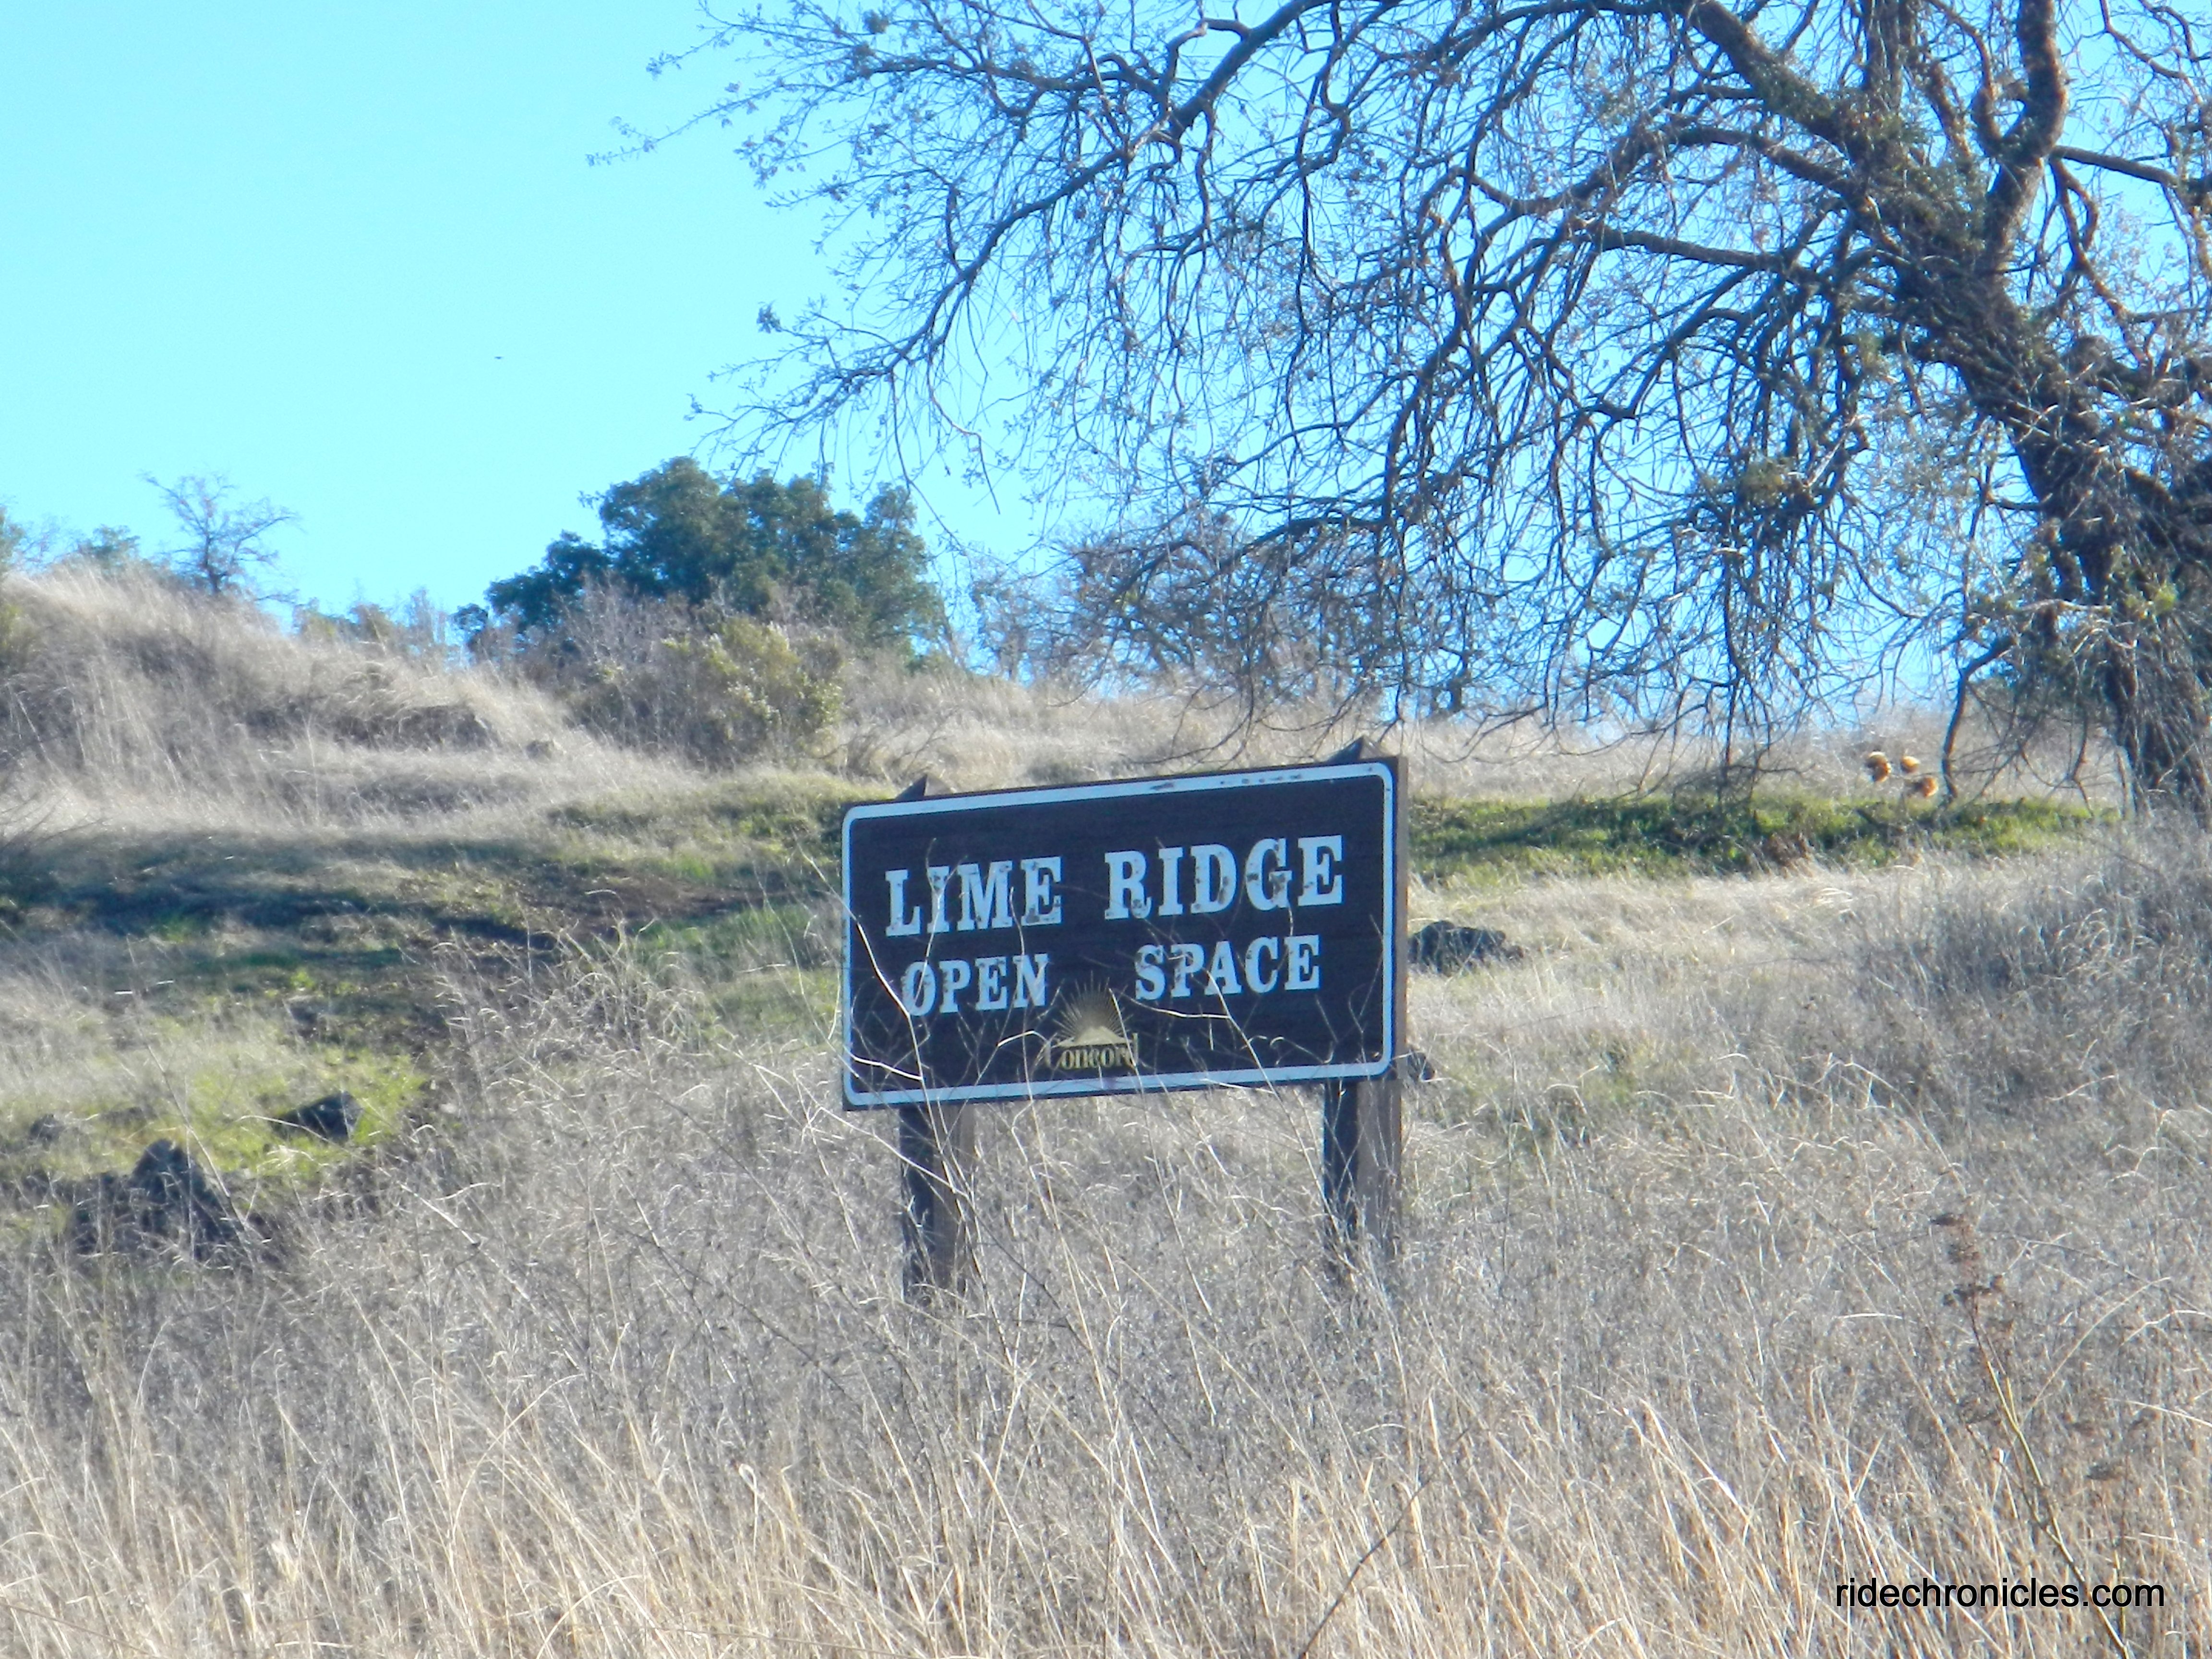 LIME RIDGE
OPEN SPACE
Concord
ridechronicles.com